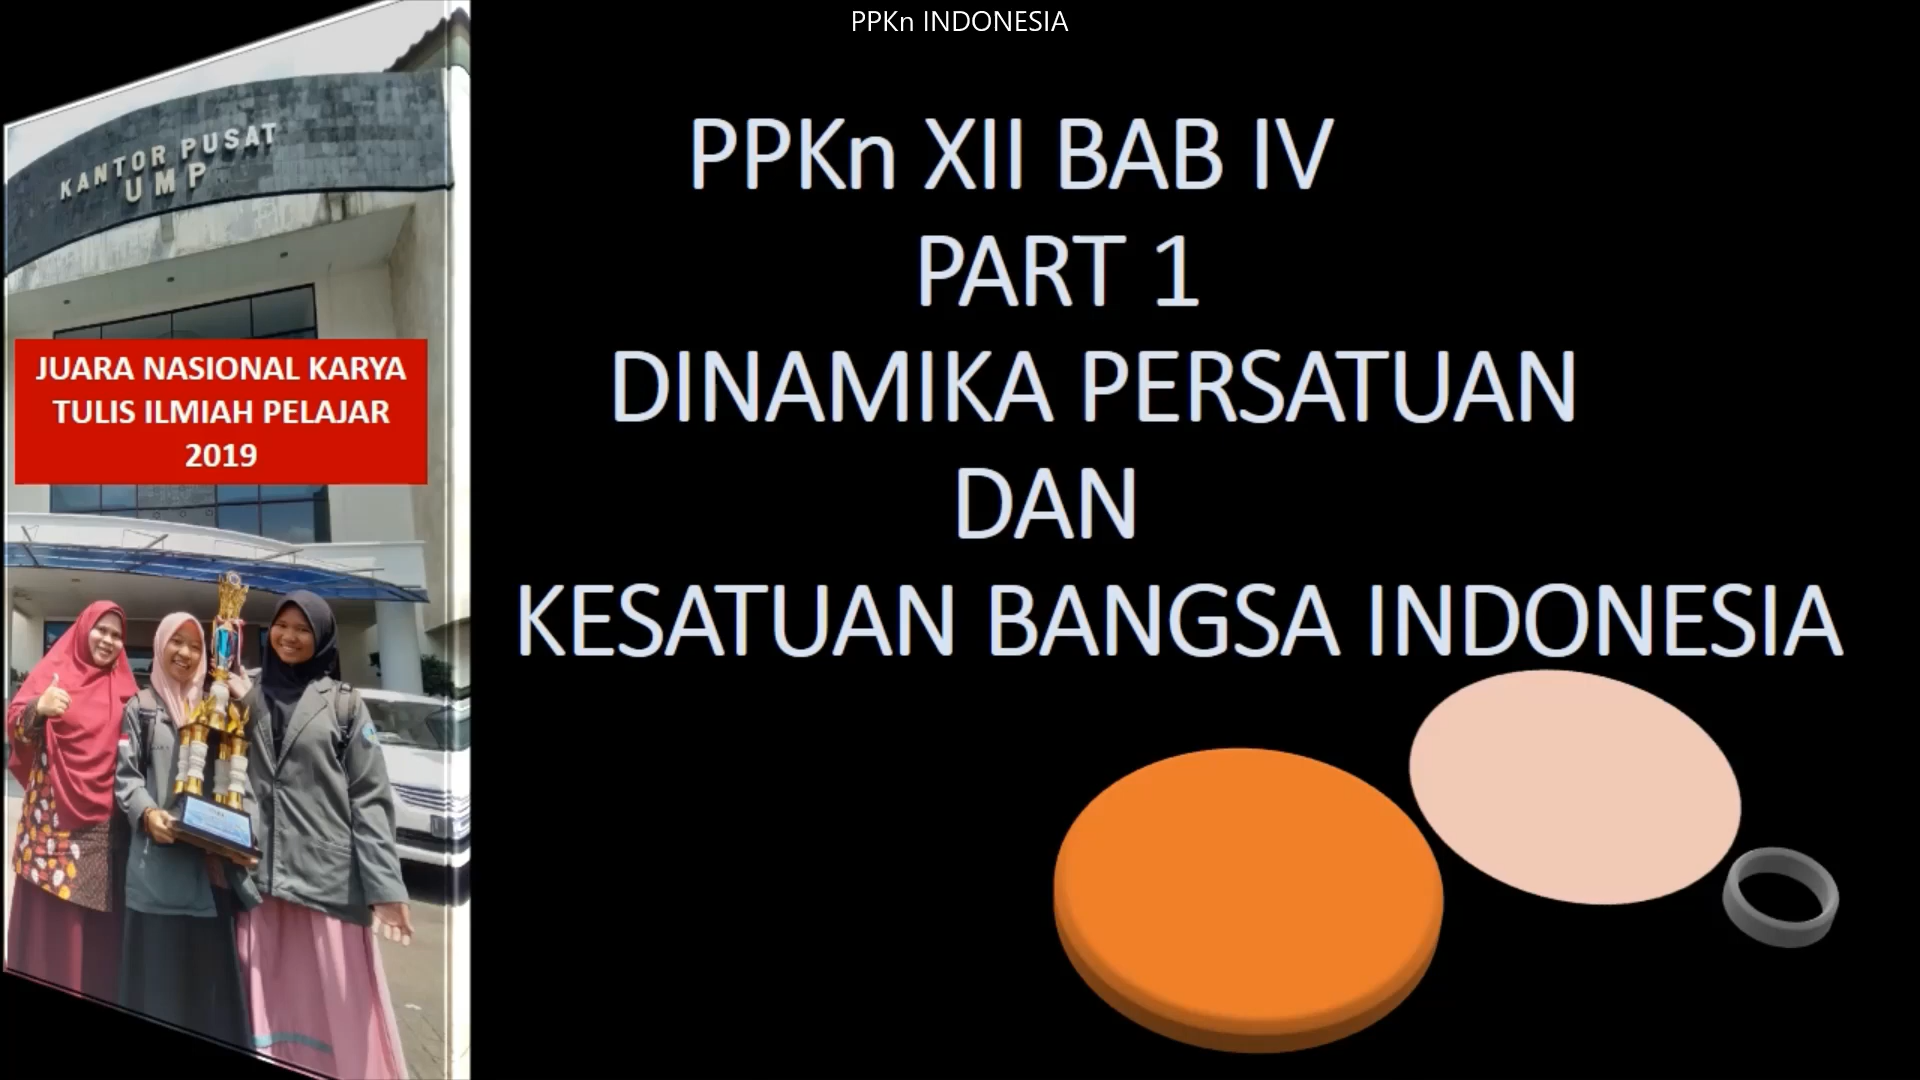 PPKn INDONESIA
KANTOR PUSAT
UMP
JUARA NASIONAL KARYA
TULIS ILMIAH PELAJAR
2019
PPKn XII BAB IV
PART 1
DINAMIKA PERSATUAN
DAN
KESATUAN BANGSA INDONESIA